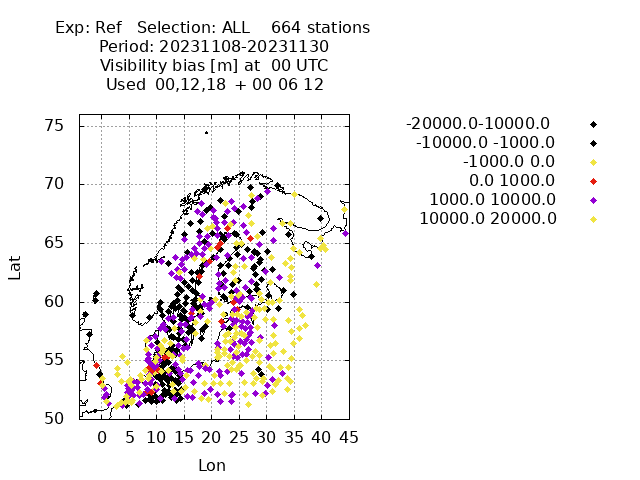 Exp: Ref   Selection: ALL    664 stations
Period: 20231108-20231130
Visibility bias [m] at  00 UTC
Used  00,12,18  + 00 06 12
-20000.0-10000.0
-10000.0 -1000.0
-1000.0 0.0
0.0 1000.0
1000.0 10000.0
10000.0 20000.0
75
70
65
60
55
50
Lat
0 5 10 15 20 25 30 35 40 45
Lon